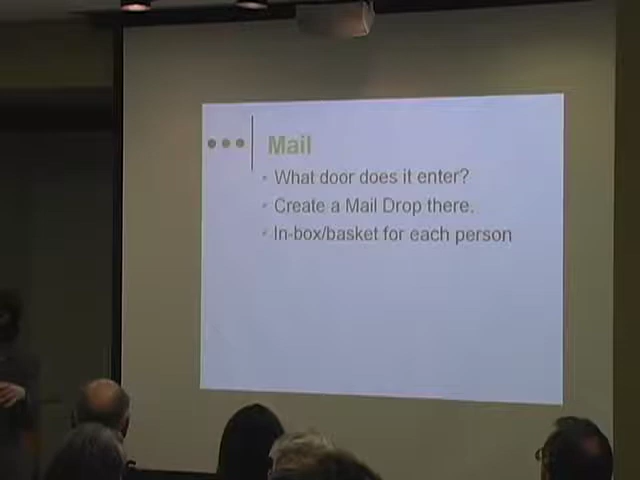 Mail
What door does it enter?
Create a Mail Drop there.
In-box/basket for each person